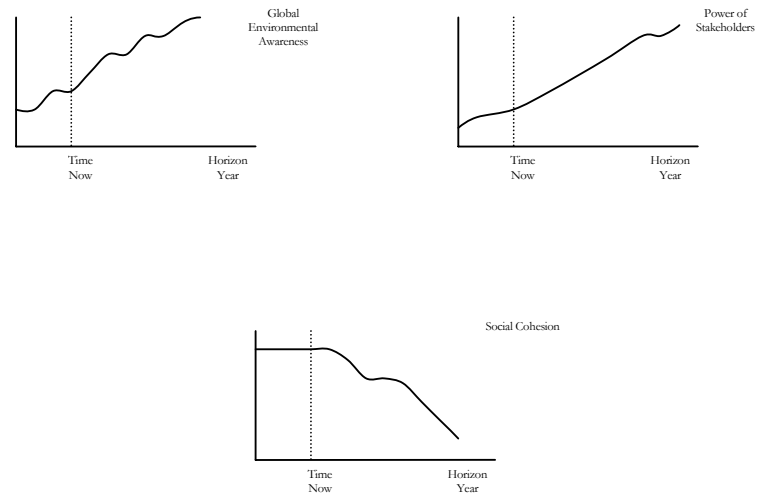 Global
Environmental
Awareness
Time
Now
Horizon
Year
Power of
Stakeholders
Time
Now
Horizon
Year
Social Cohesion
Time
Now
Horizon
Year